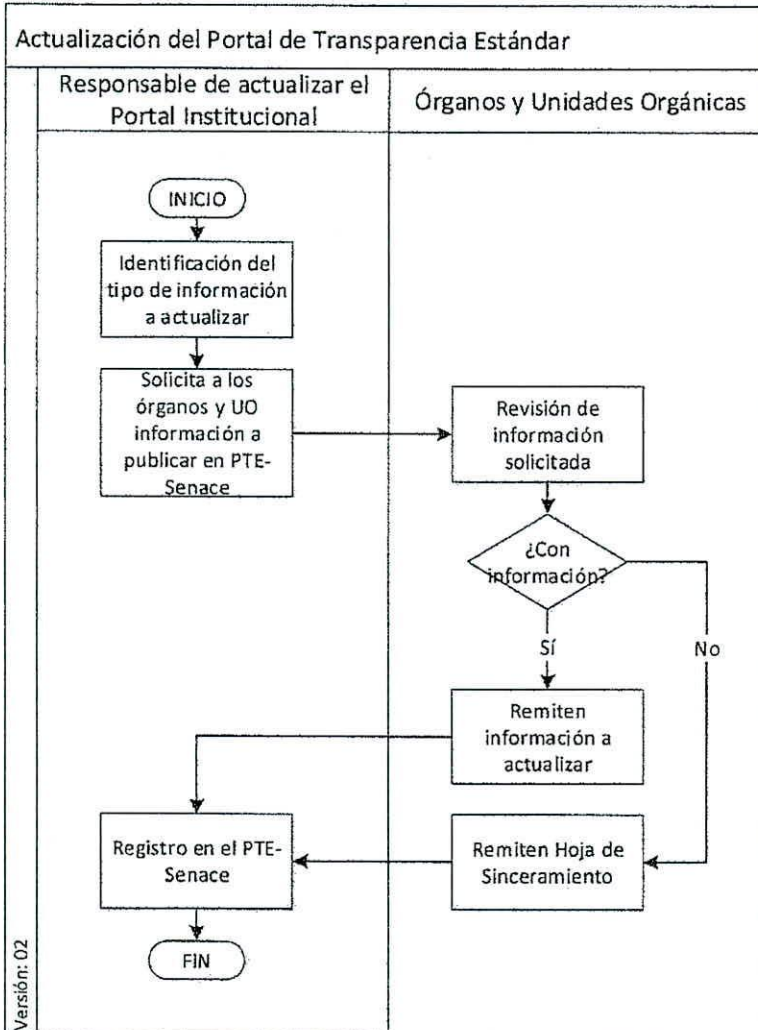 Actualización del Portal de Transparencia Estándar
Responsable de actualizar el
Portal Institucional
Órganos y Unidades Orgánicas
INICIO
Identificación del
tipo de información
a actualizar
Solicita a los
órganos y UO
información a
publicar en PTE-
Senace
Revisión de
información
solicitada
¿Con
información?
Sí
No
Remiten
información a
actualizar
Registro en el PTE-
Senace
Remiten Hoja de
Sinceramiento
FIN
Versión: 02